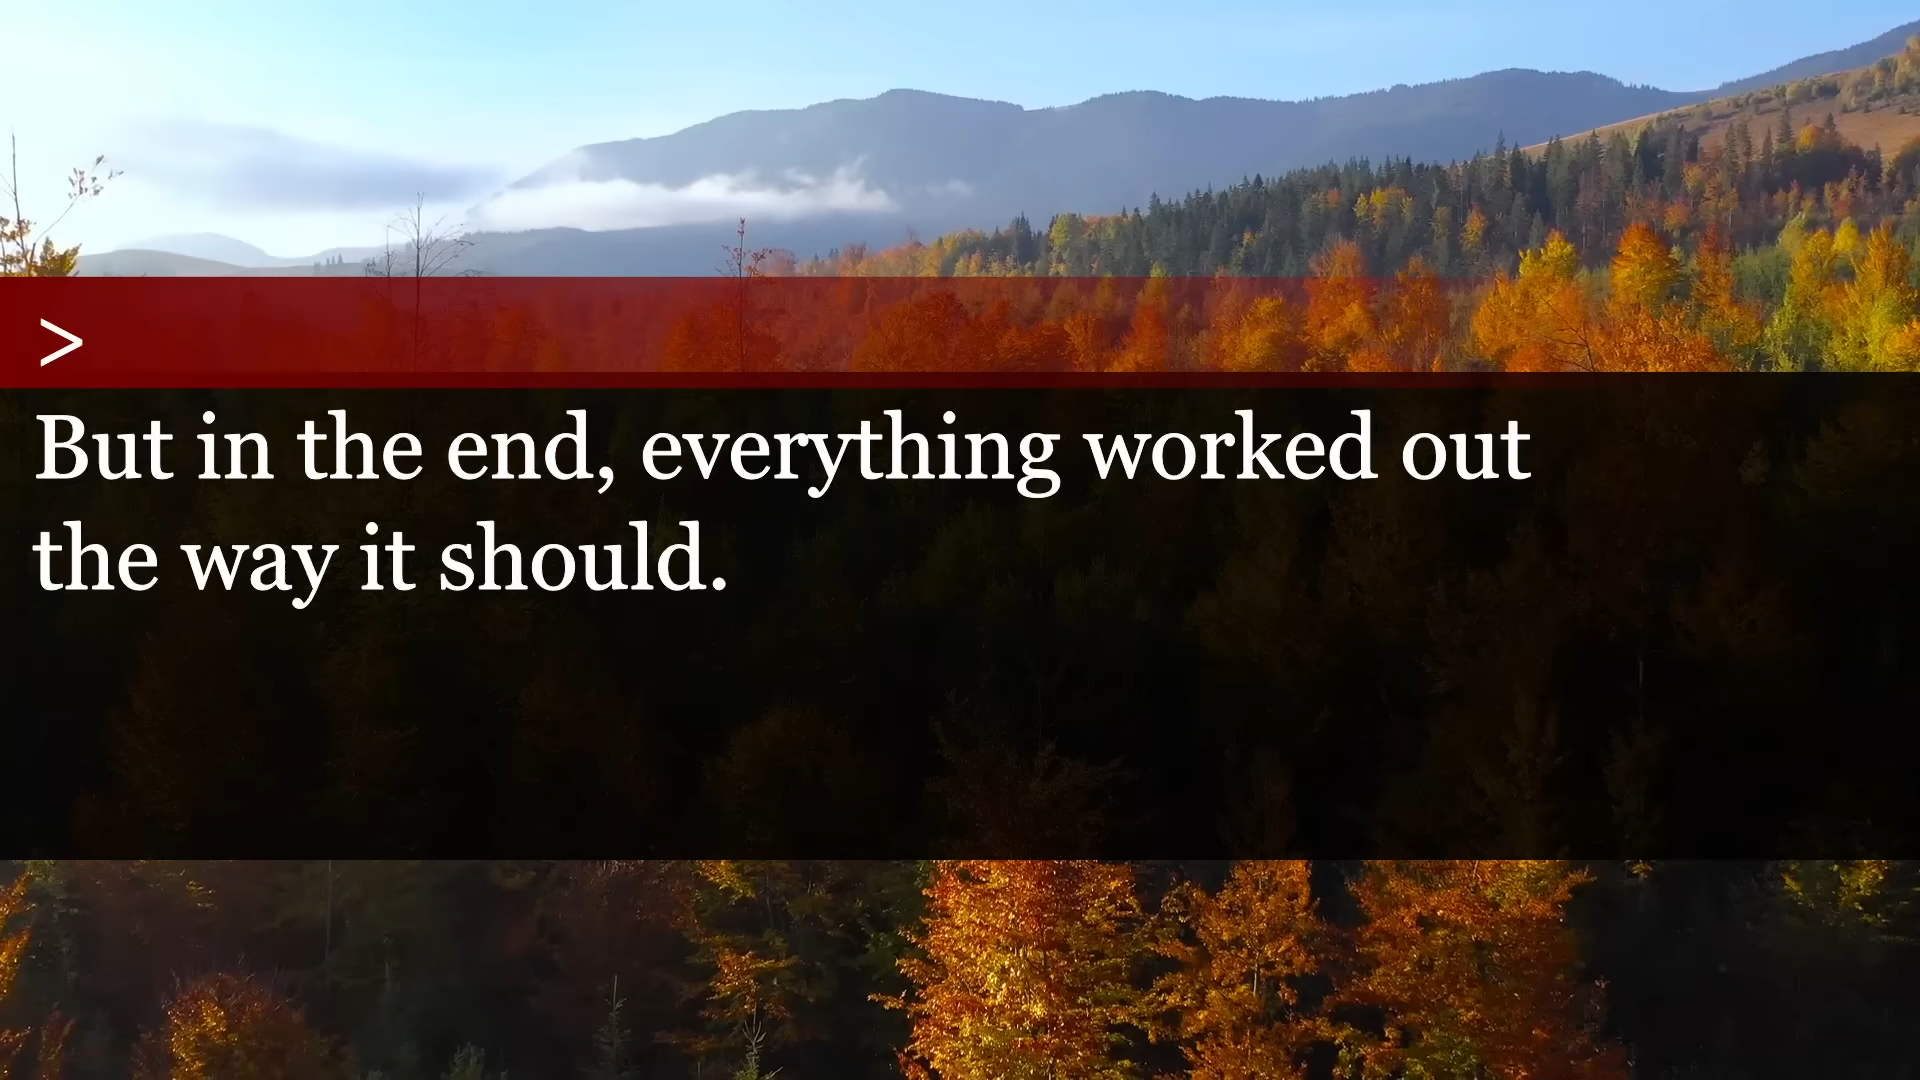 >
But in the end, everything worked out
the way it should.